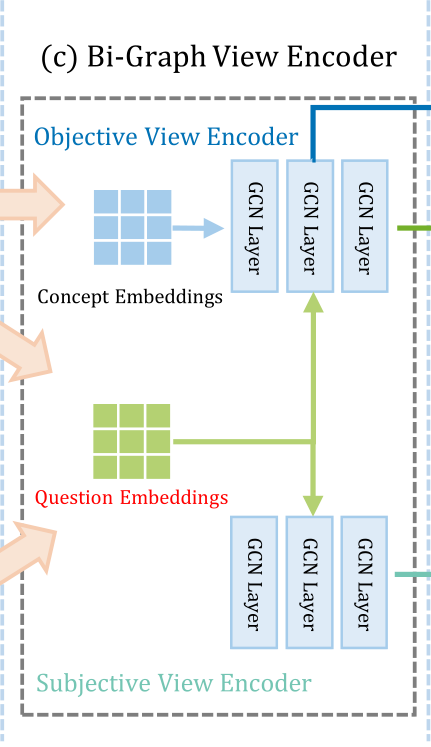 (c) Bi-Graph View Encoder
Objective View Encoder
GCN Layer
GCN Layer
GCN Layer
Concept Embeddings
Question Embeddings
GCN Layer
GCN Layer
GCN Layer
Subjective View Encoder